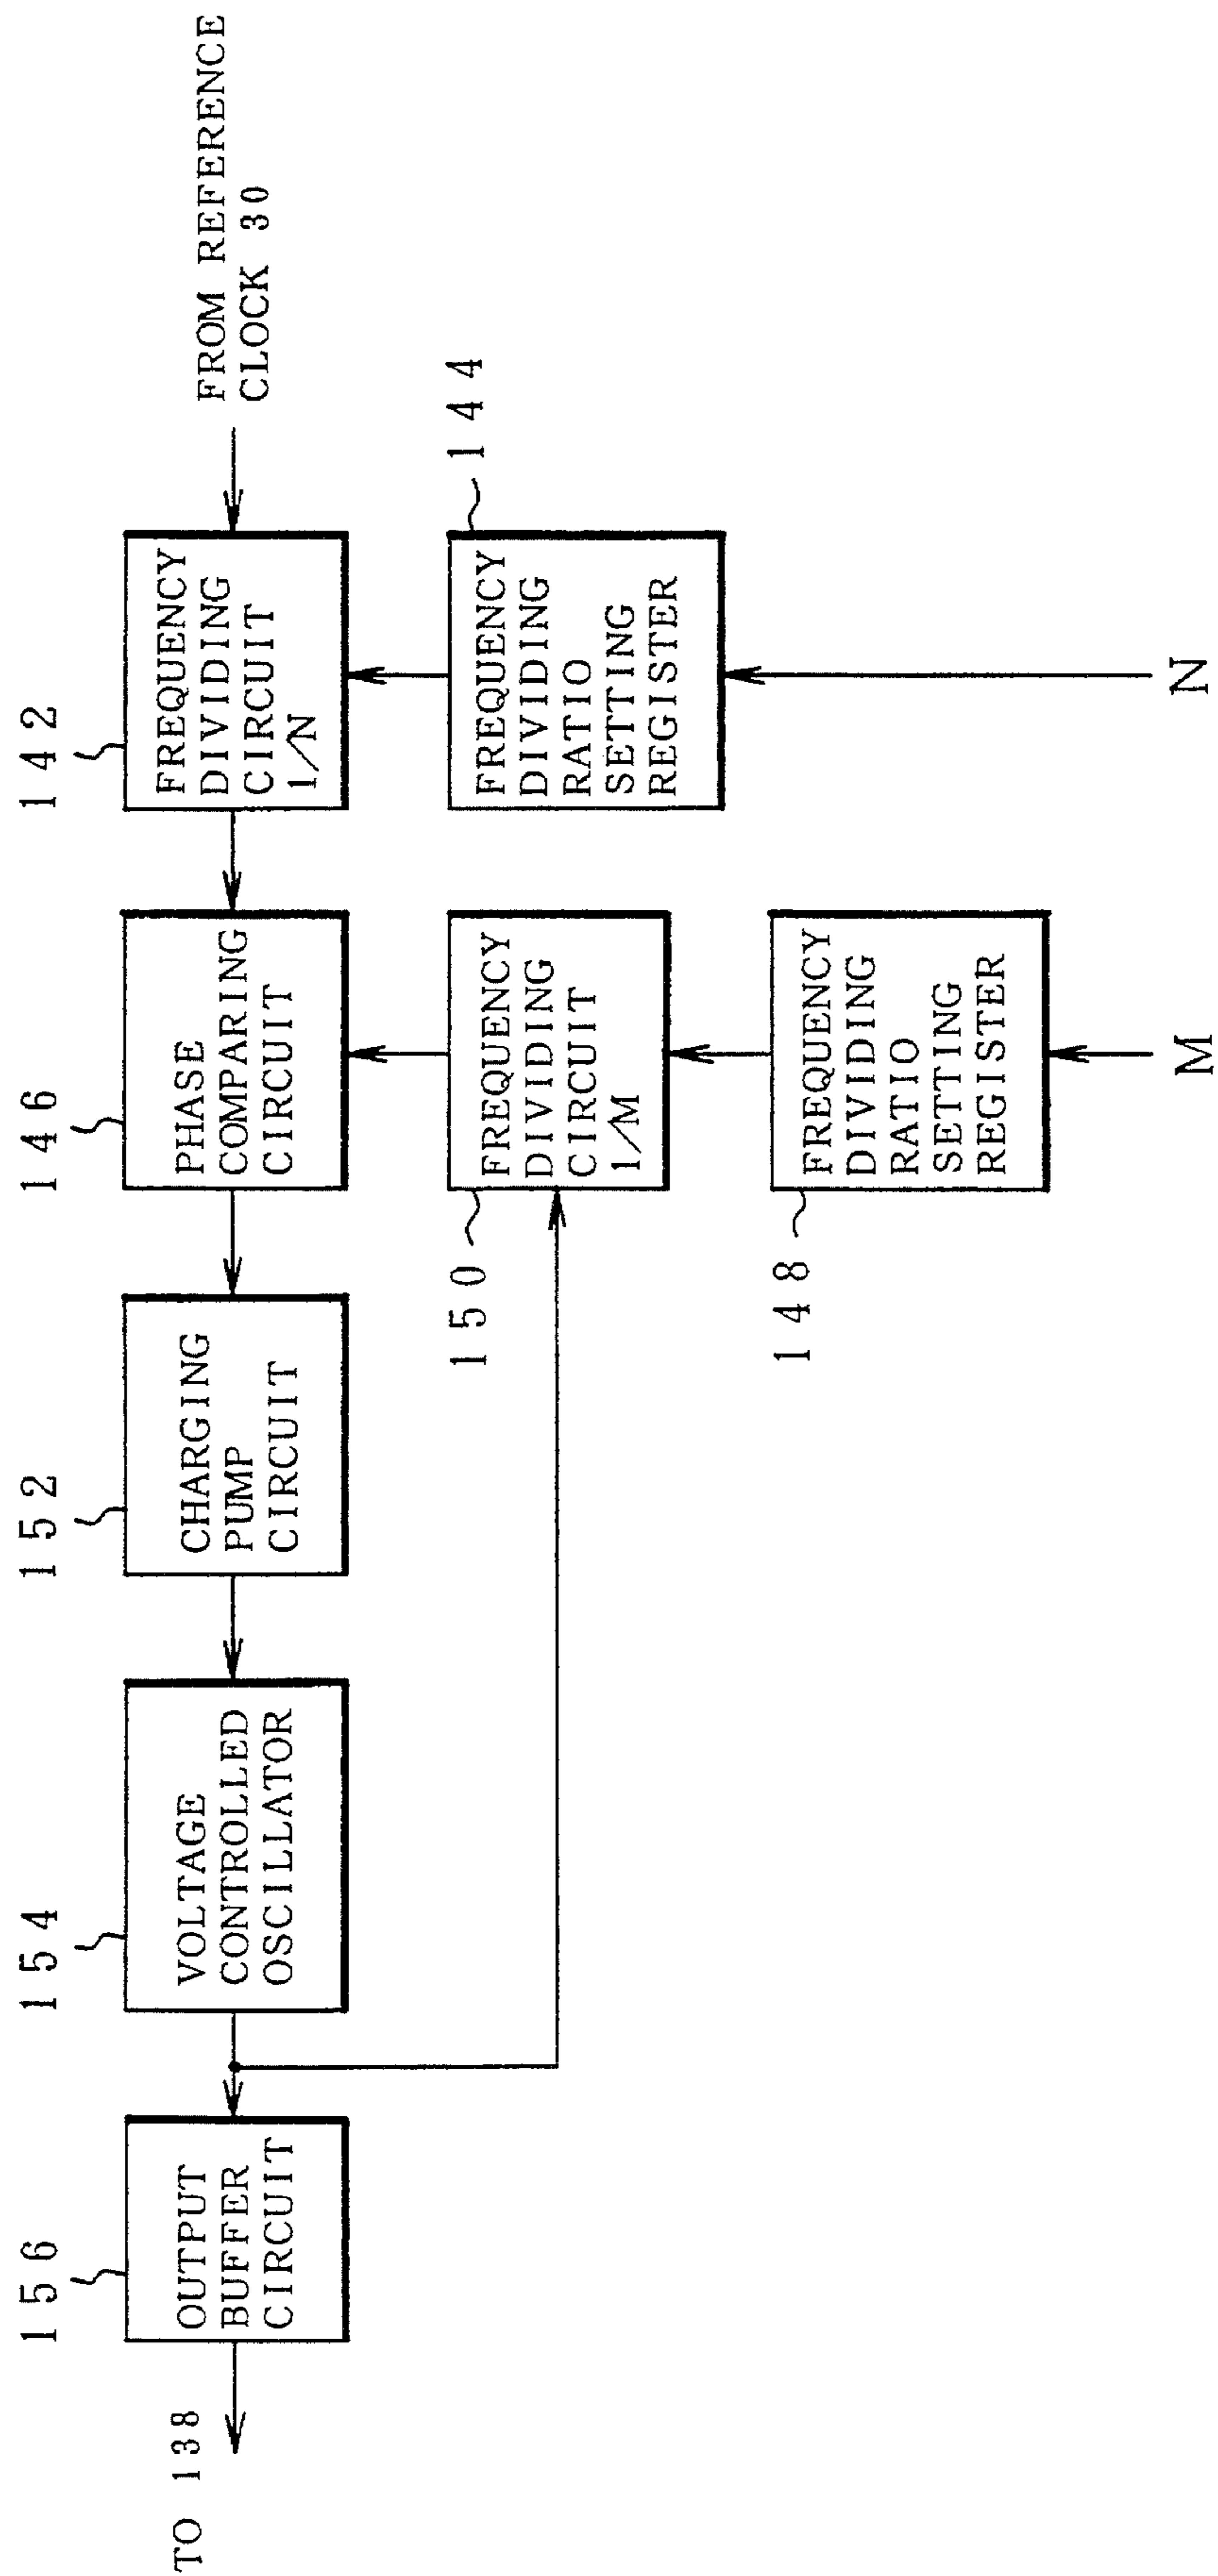 FROM REFERENCE
CLOCK 30
142
FREQUENCY
DIVIDING
CIRCUIT
1/N
144
FREQUENCY
DIVIDING
RATIO
SETTING
REGISTER
N
146
PHASE
COMPARING
CIRCUIT
150
FREQUENCY
DIVIDING
CIRCUIT
1/M
148
FREQUENCY
DIVIDING
RATIO
SETTING
REGISTER
M
152
CHARGING
PUMP
CIRCUIT
154
VOLTAGE
CONTROLLED
OSCILLATOR
156
OUTPUT
BUFFER
CIRCUIT
TO 138